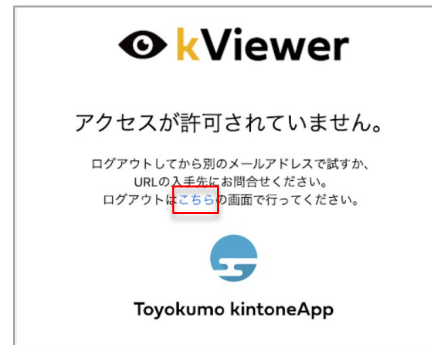 kViewer
アクセスが許可されていません。
ログアウトしてから別のメールアドレスで試すか、
URLの入手先にお問合せください。
ログアウトはこちらの画面で行ってください。
Toyokumo kintoneApp